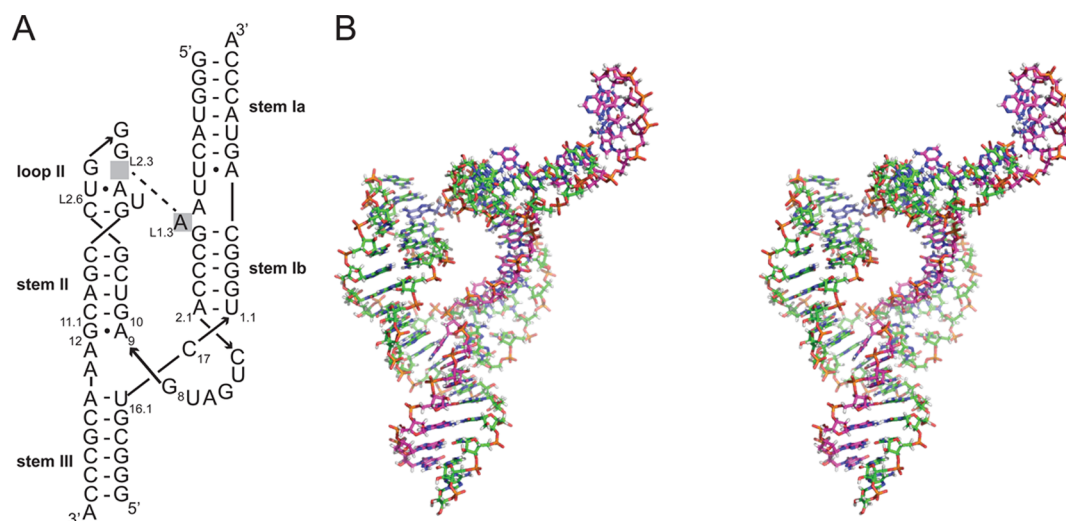 A
B
3'
A
5' C
G - C
G - C
G - C
stem Ia
U - A
A - U
C - G
U • A
U
A
G
G
loop II
G
L2.3
U • A
U
L2.6
C - G
A
L1.3
G - C
C - G
C - G
stem Ib
C - G
A - U
2.1
1.1
C - G
G - C
stem II
A - U
C - G
11.1
10
G • A
12
9
A
A
C
17
C
U
G
A
U
G
8
A - U
16.1
C - G
G - C
stem III
C - G
C - G
C - G
5'
A
3'